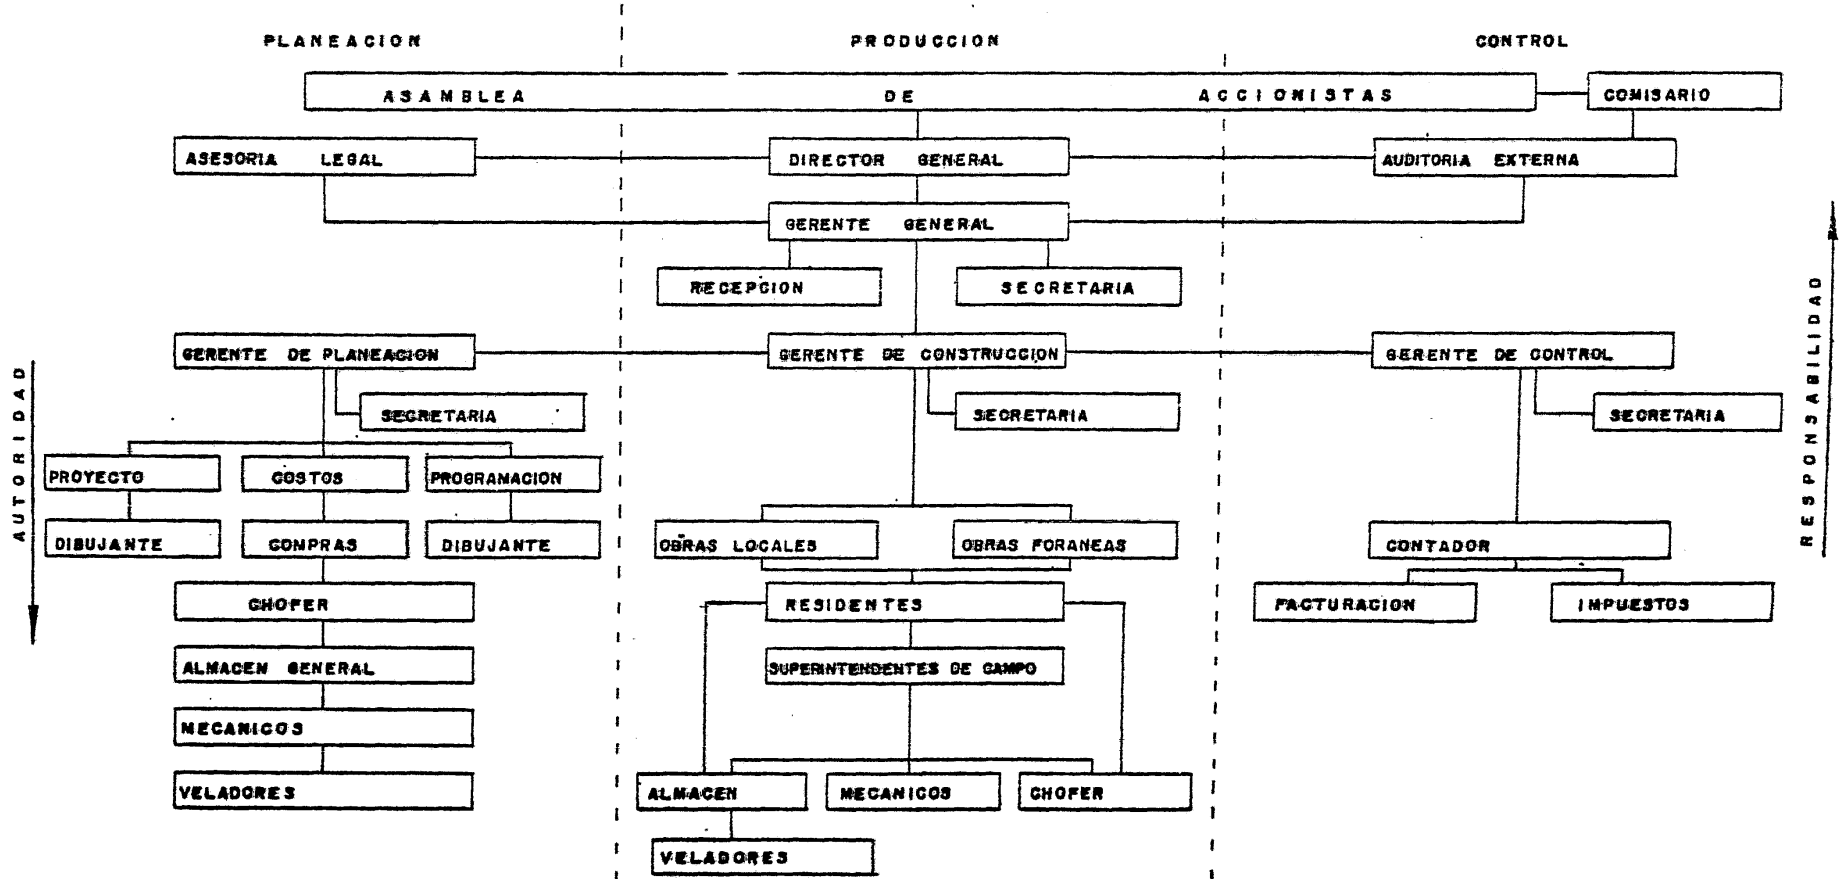 PLANEACION
PRODUCCION
CONTROL
ASAMBLEA DE ACCIONISTAS
COMISARIO
ASESORIA LEGAL
DIRECTOR GENERAL
AUDITORIA EXTERNA
GERENTE GENERAL
RECEPCION
SECRETARIA
GERENTE DE PLANEACION
GERENTE DE CONSTRUCCION
GERENTE DE CONTROL
SECRETARIA
SECRETARIA
SECRETARIA
PROYECTO
COSTOS
PROGRAMACION
DIBUJANTE
COMPRAS
DIBUJANTE
OBRAS LOCALES
OBRAS FORANEAS
CONTADOR
CHOFER
RESIDENTES
FACTURACION
IMPUESTOS
ALMACEN GENERAL
SUPERINTENDENTES DE CAMPO
MECANICOS
VELADORES
ALMACEN
MECANICOS
CHOFER
VELADORES
AUTORIDAD
RESPONSABILIDAD